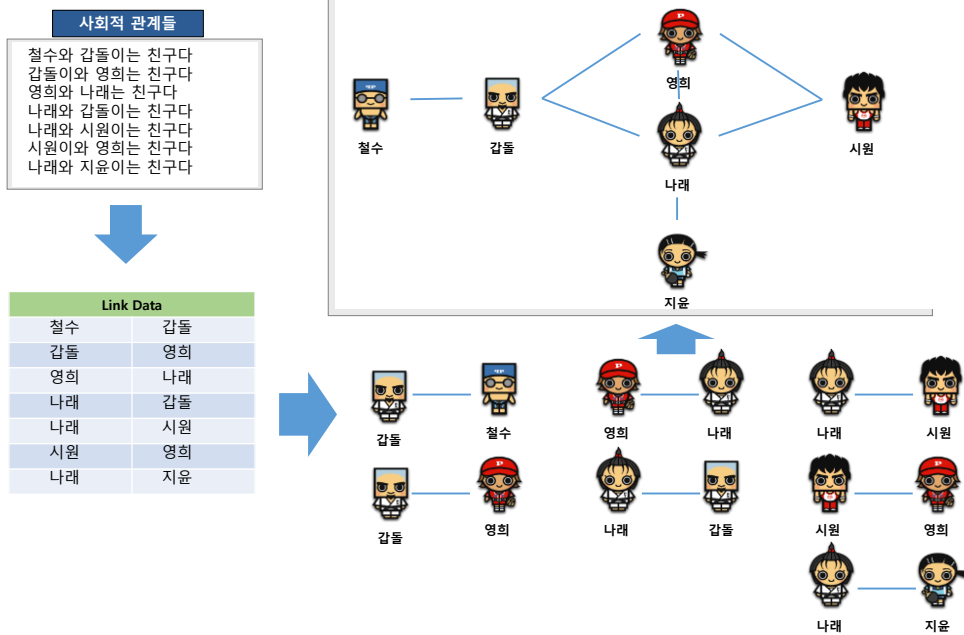 사회적 관계들
철수와 갑돌이는 친구다
갑돌이와 영희는 친구다
영희와 나래는 친구다
나래와 갑돌이는 친구다
나래와 시원이는 친구다
시원이와 영희는 친구다
나래와 지윤이는 친구다
영희
철수
갑돌
시원
나래
지윤
Link Data
철수 갑돌
갑돌 영희
영희 나래
나래 갑돌
나래 시원
시원 영희
나래 지윤
갑돌 철수
영희 나래
나래 시원
갑돌 영희
나래 갑돌
시원 영희
나래 지윤